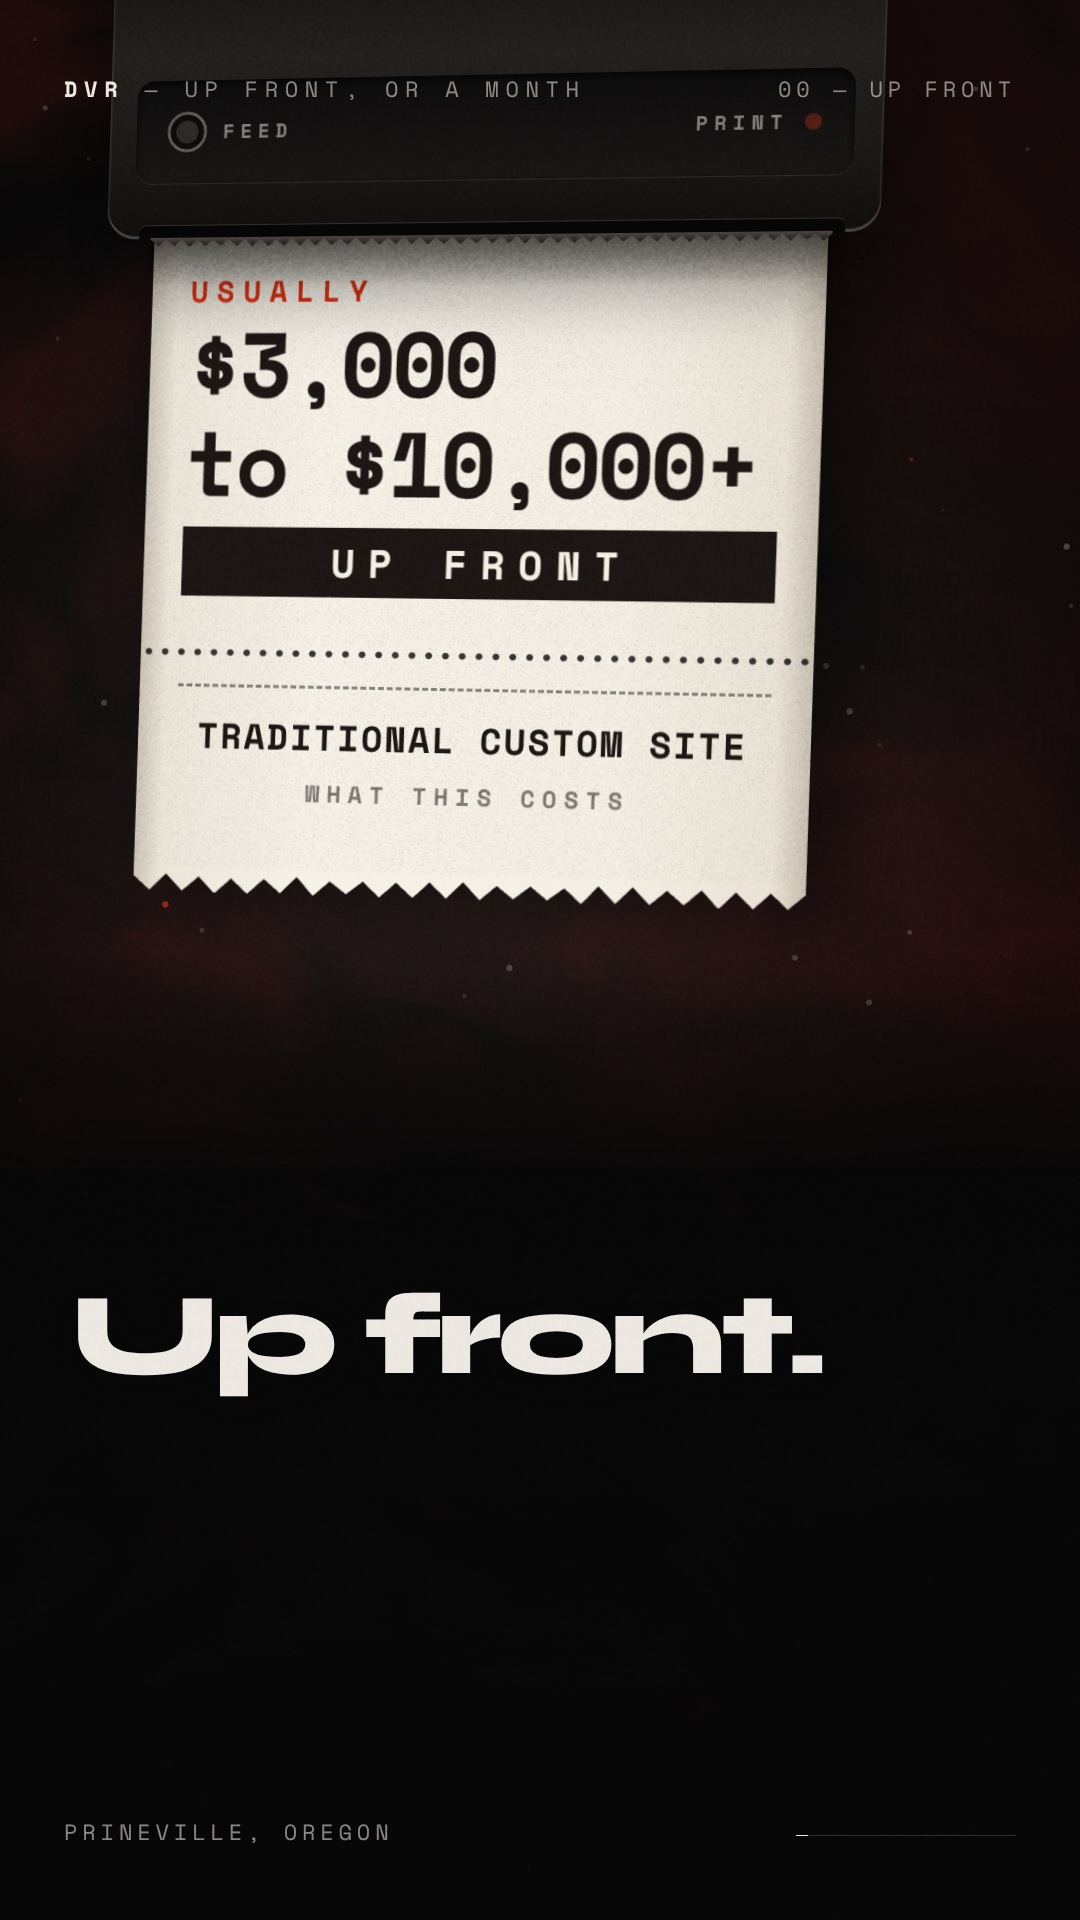 DVR — UP FRONT, OR A MONTH
00 — UP FRONT
FEED
PRINT
USUALLY
$3,000
to $10,000+
UP FRONT
TRADITIONAL CUSTOM SITE
WHAT THIS COSTS
Up front.
PRINEVILLE, OREGON